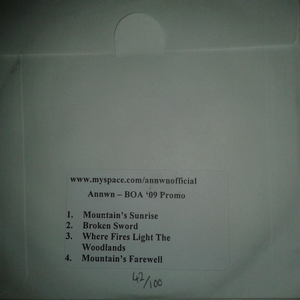 www.myspace.com/annwnofficial
Annwn – BOA '09 Promo
1. Mountain's Sunrise
2. Broken Sword
3. Where Fires Light The
Woodlands
4. Mountain's Farewell
42/100